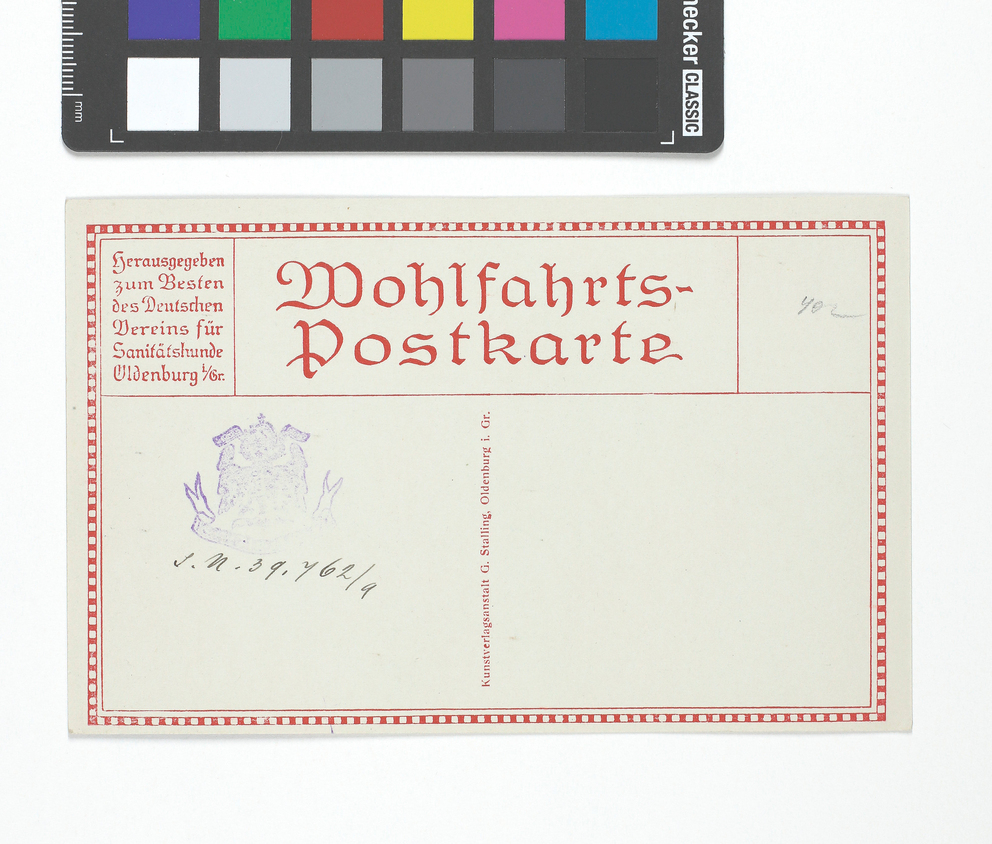 necker CLASSIC
mm
Herausgegeben
zum Besten
des Deutschen
Vereins für
Sanitätshunde
Oldenburg i/Gr.
Wohlfahrts-
Postkarte
Kunstverlagsanstalt G. Stalling, Oldenburg i. Gr.
I. N. 39.762/9